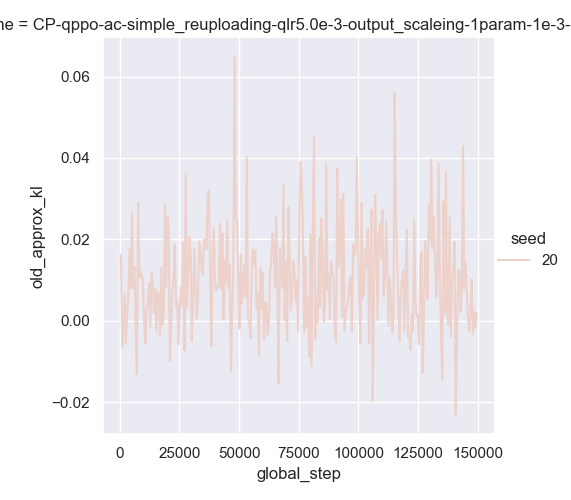 ne = CP-qppo-ac-simple_reuploading-qlr5.0e-3-output_scaleing-1param-1e-3-
0.06
0.04
0.02
0.00
−0.02
old_approx_kl
seed
20
0 25000 50000 75000 100000 125000 150000
global_step